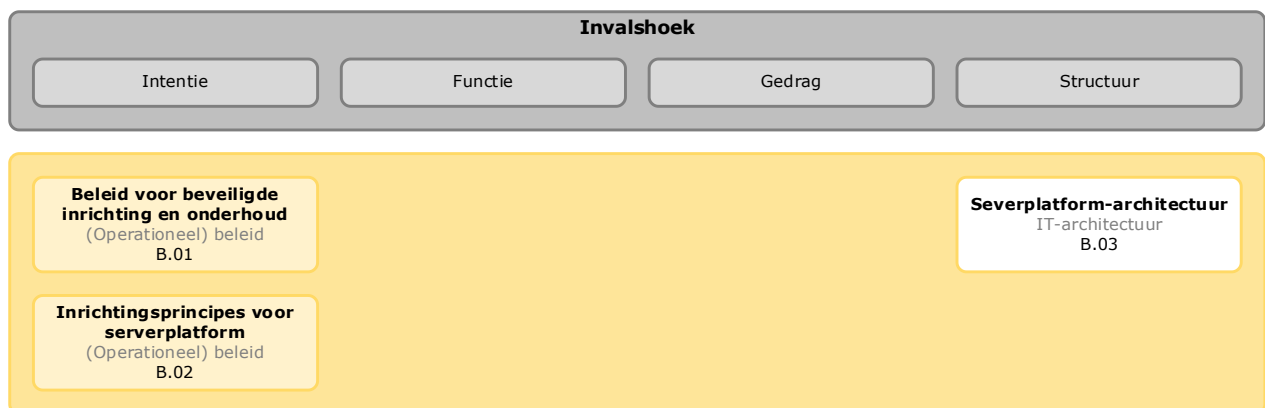 Invalshoek
Intentie
Functie
Gedrag
Structuur
Beleid voor beveiligde
inrichting en onderhoud
(Operationeel) beleid
B.01
Severplatform-architectuur
IT-architectuur
B.03
Inrichtingsprincipes voor
serverplatform
(Operationeel) beleid
B.02